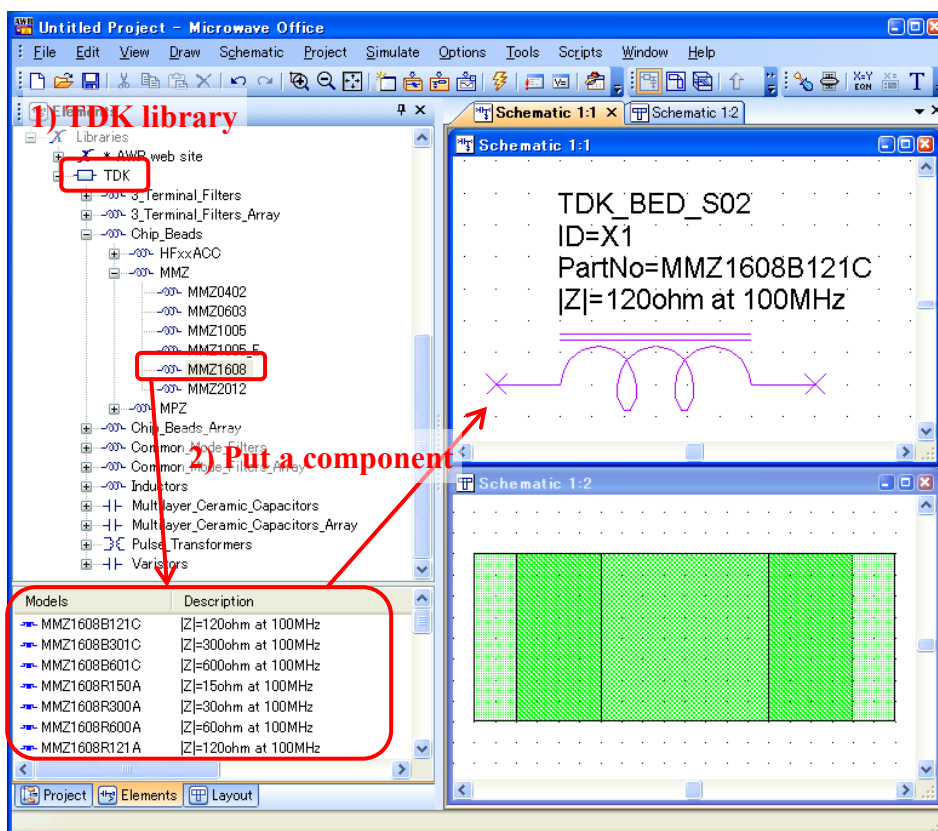 Untitled Project - Microwave Office
File Edit View Draw Schematic Project Simulate Options Tools Scripts Window Help
X=Y
EQN
T
Elements
1) TDK library
Schematic 1:1
Schematic 1:2
Libraries
* AWR web site
TDK
3_Terminal_Filters
3_Terminal_Filters_Array
Chip_Beads
HFxxACC
MMZ
MMZ0402
MMZ0603
MMZ1005
MMZ1005_E
MMZ1608
MMZ2012
MPZ
Chip_Beads_Array
Common_Mode_Filters
Common_Mode_Filters_Array
2) Put a component
Inductors
Multilayer_Ceramic_Capacitors
Multilayer_Ceramic_Capacitors_Array
Pulse_Transformers
Varistors
Models Description
MMZ1608B121C |Z|=120ohm at 100MHz
MMZ1608B301C |Z|=300ohm at 100MHz
MMZ1608B601C |Z|=600ohm at 100MHz
MMZ1608R150A |Z|=15ohm at 100MHz
MMZ1608R300A |Z|=30ohm at 100MHz
MMZ1608R600A |Z|=60ohm at 100MHz
MMZ1608R121A |Z|=120ohm at 100MHz
Project Elements Layout
Schematic 1:1
TDK_BED_S02
ID=X1
PartNo=MMZ1608B121C
|Z|=120ohm at 100MHz
Schematic 1:2